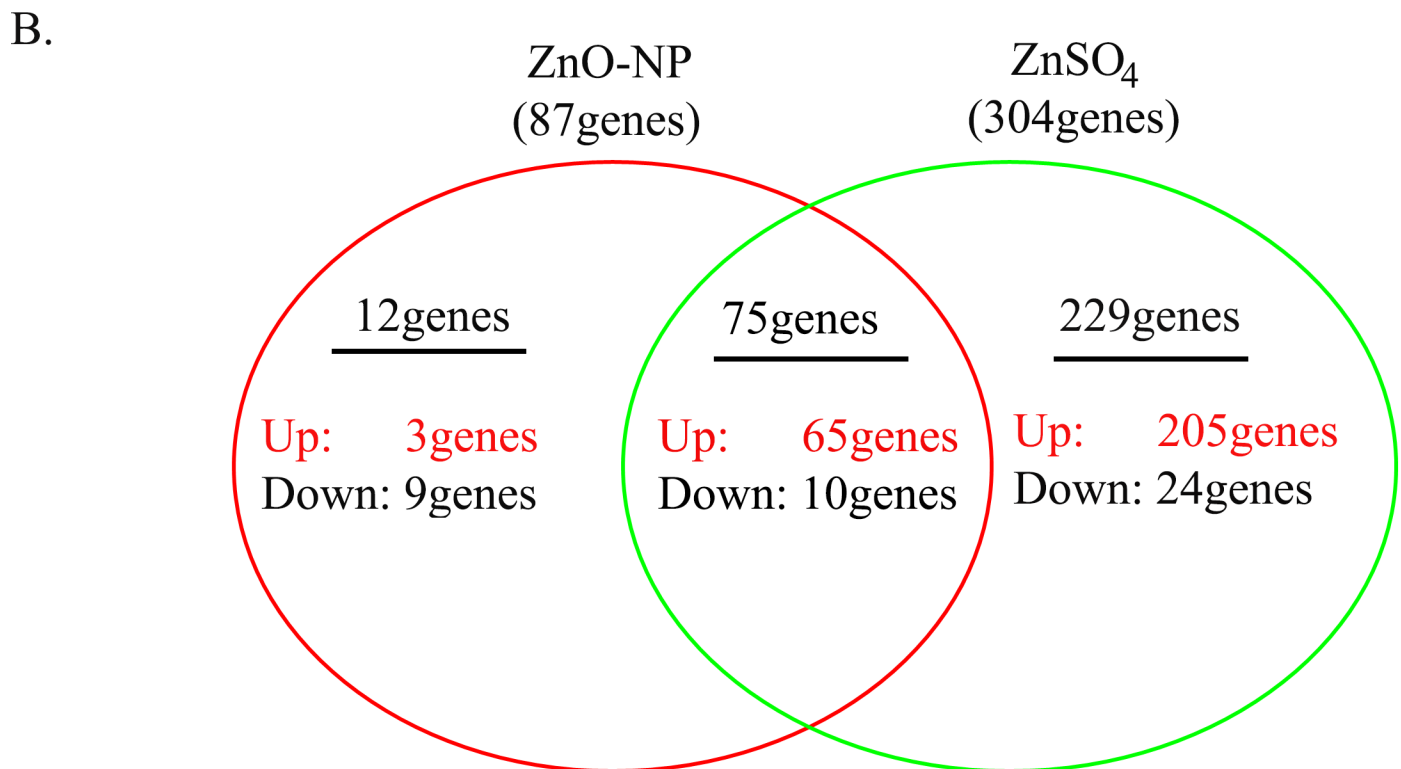 B.
ZnO-NP
(87genes)
ZnSO₄
(304genes)
12genes
Up: 3genes
Down: 9genes
75genes
Up: 65genes
Down: 10genes
229genes
Up: 205genes
Down: 24genes